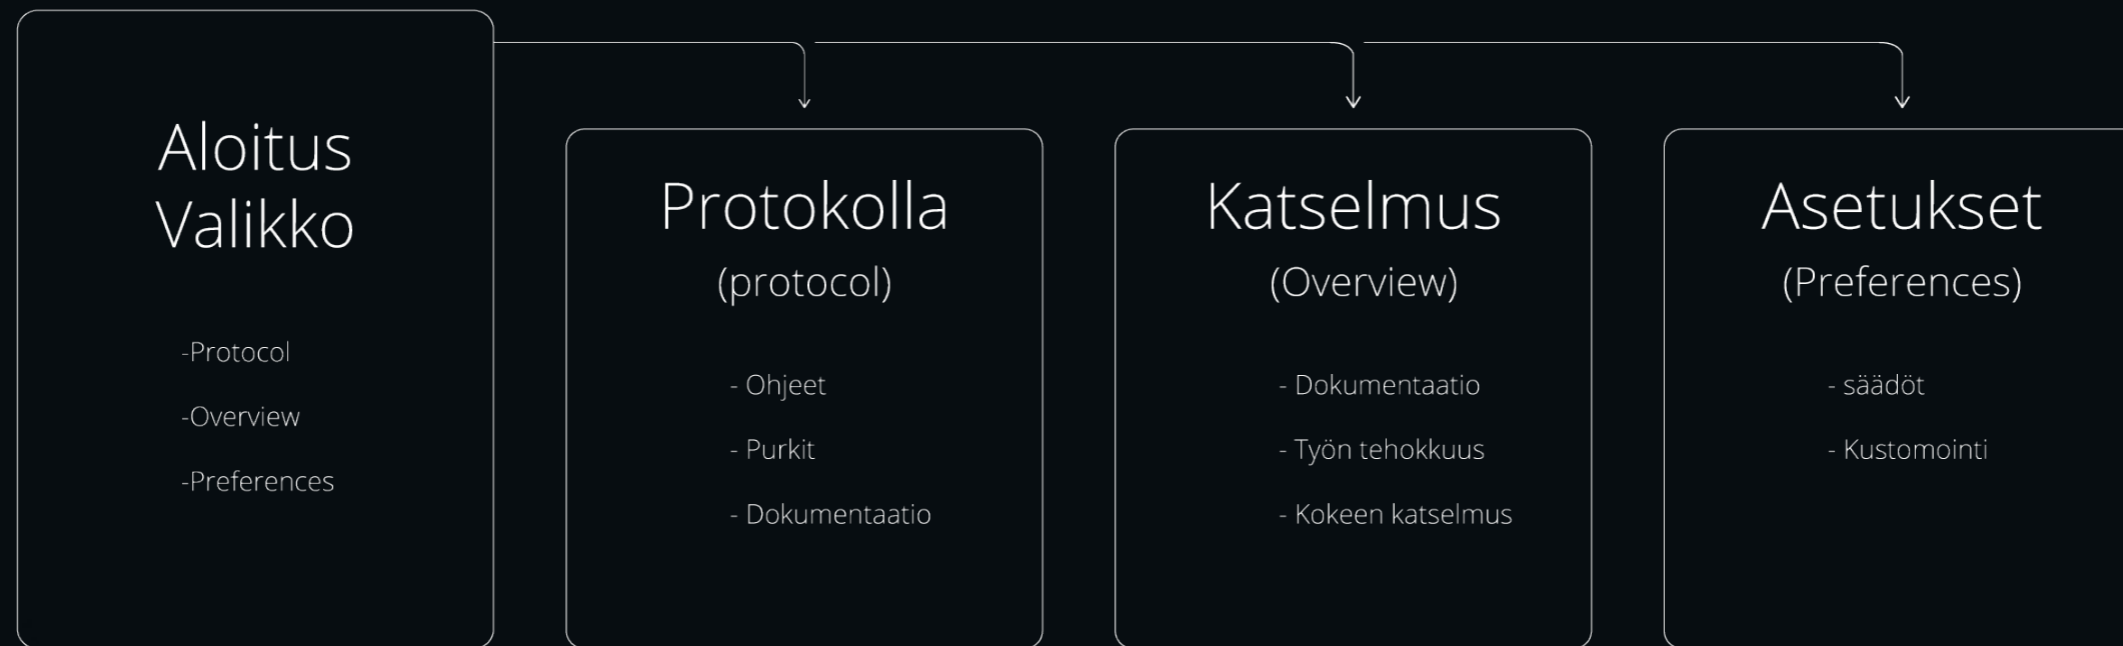 Aloitus
Valikko
-Protocol
-Overview
-Preferences
Protokolla
(protocol)
- Ohjeet
- Purkit
- Dokumentaatio
Katselmus
(Overview)
- Dokumentaatio
- Työn tehokkuus
- Kokeen katselmus
Asetukset
(Preferences)
- säädöt
- Kustomointi